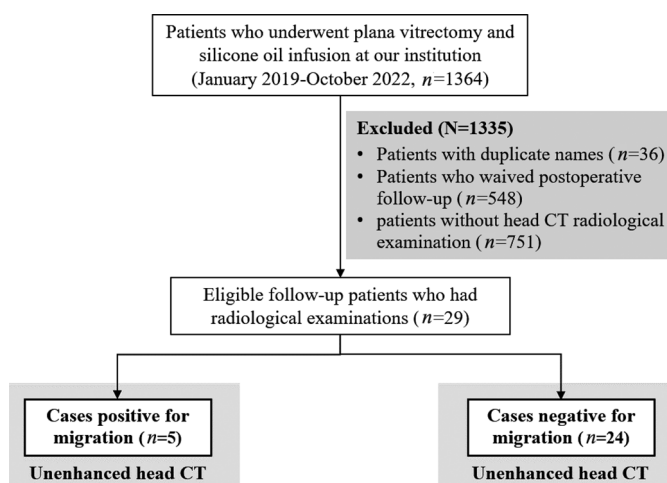 Patients who underwent plana vitrectomy and
silicone oil infusion at our institution
(January 2019-October 2022, n=1364)
Excluded (N=1335)
• Patients with duplicate names (n=36)
• Patients who waived postoperative
follow-up (n=548)
• patients without head CT radiological
examination (n=751)
Eligible follow-up patients who had
radiological examinations (n=29)
Cases positive for
migration (n=5)
Unenhanced head CT
Cases negative for
migration (n=24)
Unenhanced head CT